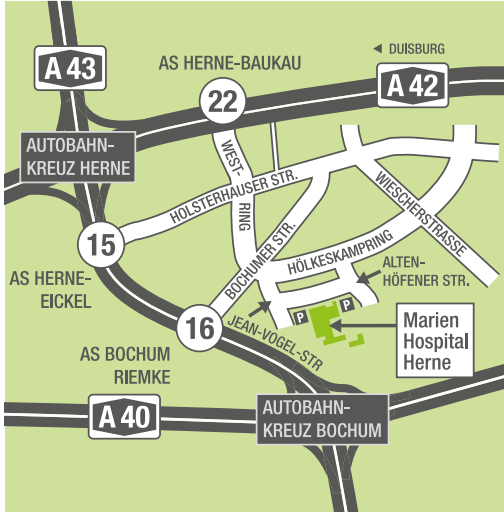 A 43
AS HERNE-BAUKAU
◄ DUISBURG
A 42
22
AUTOBAHN-
KREUZ HERNE
WEST-
RING
HOLSTERHAUSER STR.
WIESCHERSTRASSE
15
BOCHUMER STR.
HÖLKESKAMPRING
ALTEN-
HÖFENER STR.
AS HERNE-
EICKEL
P
P
16
JEAN-VOGEL-STR
Marien
Hospital
Herne
AS BOCHUM
RIEMKE
A 40
AUTOBAHN-
KREUZ BOCHUM